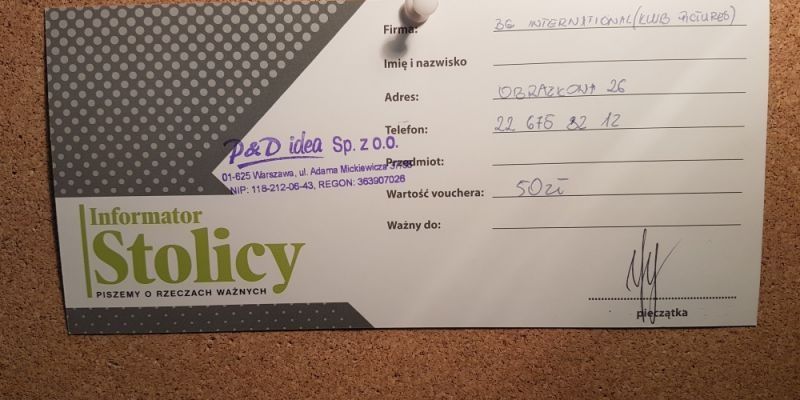 Firma: BG INTERNATIONAL (KLUB PICTURES)
Imię i nazwisko
Adres: OBRAZKOWA 26
Telefon: 22 675 82 12
P&D idea Sp. z o.o.
01-625 Warszawa, ul. Adama Mickiewicza
Przedmiot:
NIP: 118-212-06-43, REGON: 363907026
Wartość vouchera: 50zł
Ważny do:
Informator
Stolicy
PISZEMY O RZECZACH WAŻNYCH
pieczątka